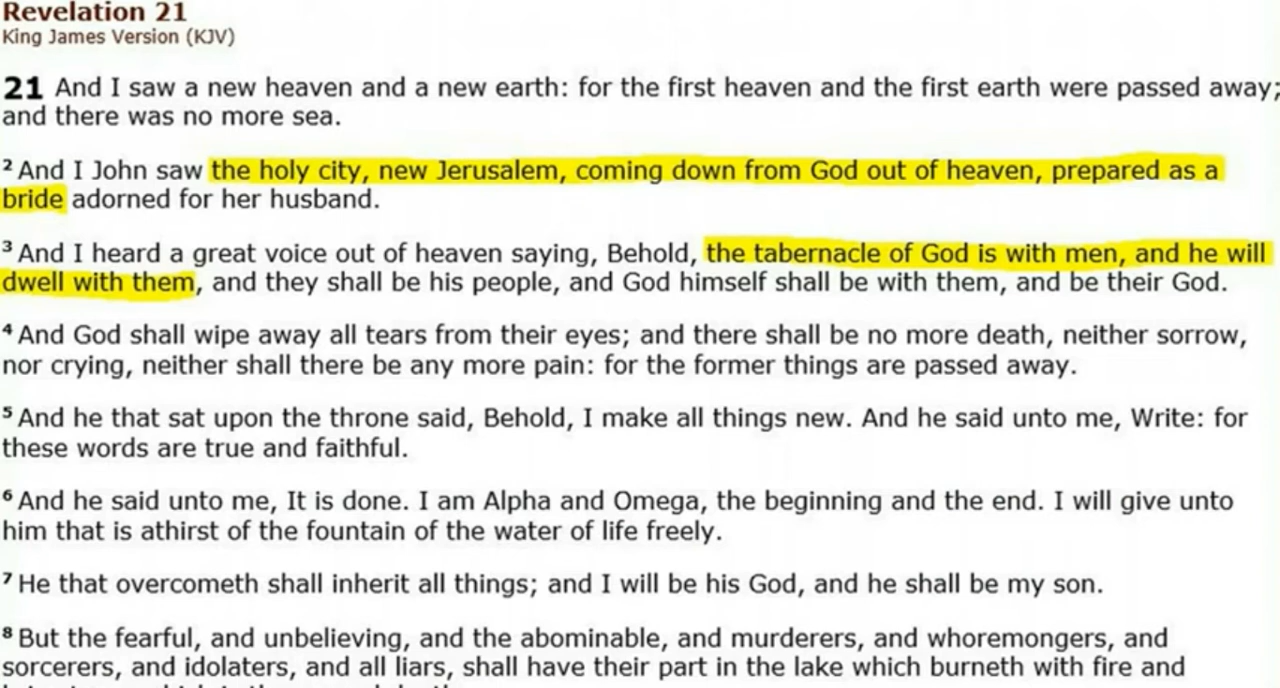 Revelation 21
King James Version (KJV)
21 And I saw a new heaven and a new earth: for the first heaven and the first earth were passed away;
and there was no more sea.
2 And I John saw the holy city, new Jerusalem, coming down from God out of heaven, prepared as a
bride adorned for her husband.
3 And I heard a great voice out of heaven saying, Behold, the tabernacle of God is with men, and he will
dwell with them, and they shall be his people, and God himself shall be with them, and be their God.
4 And God shall wipe away all tears from their eyes; and there shall be no more death, neither sorrow,
nor crying, neither shall there be any more pain: for the former things are passed away.
5 And he that sat upon the throne said, Behold, I make all things new. And he said unto me, Write: for
these words are true and faithful.
6 And he said unto me, It is done. I am Alpha and Omega, the beginning and the end. I will give unto
him that is athirst of the fountain of the water of life freely.
7 He that overcometh shall inherit all things; and I will be his God, and he shall be my son.
8 But the fearful, and unbelieving, and the abominable, and murderers, and whoremongers, and
sorcerers, and idolaters, and all liars, shall have their part in the lake which burneth with fire and